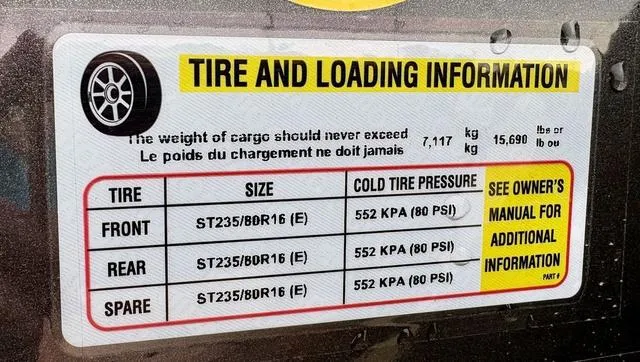 TIRE AND LOADING INFORMATION
The weight of cargo should never exceed 7,117 kg 15,690 lbs or
Le poids du chargement ne doit jamais kg lb ou
TIRE SIZE COLD TIRE PRESSURE SEE OWNER'S
FRONT ST235/80R16 (E) 552 KPA (80 PSI) MANUAL FOR
REAR ST235/80R16 (E) 552 KPA (80 PSI) ADDITIONAL
SPARE ST235/80R16 (E) 552 KPA (80 PSI) INFORMATION
PART #